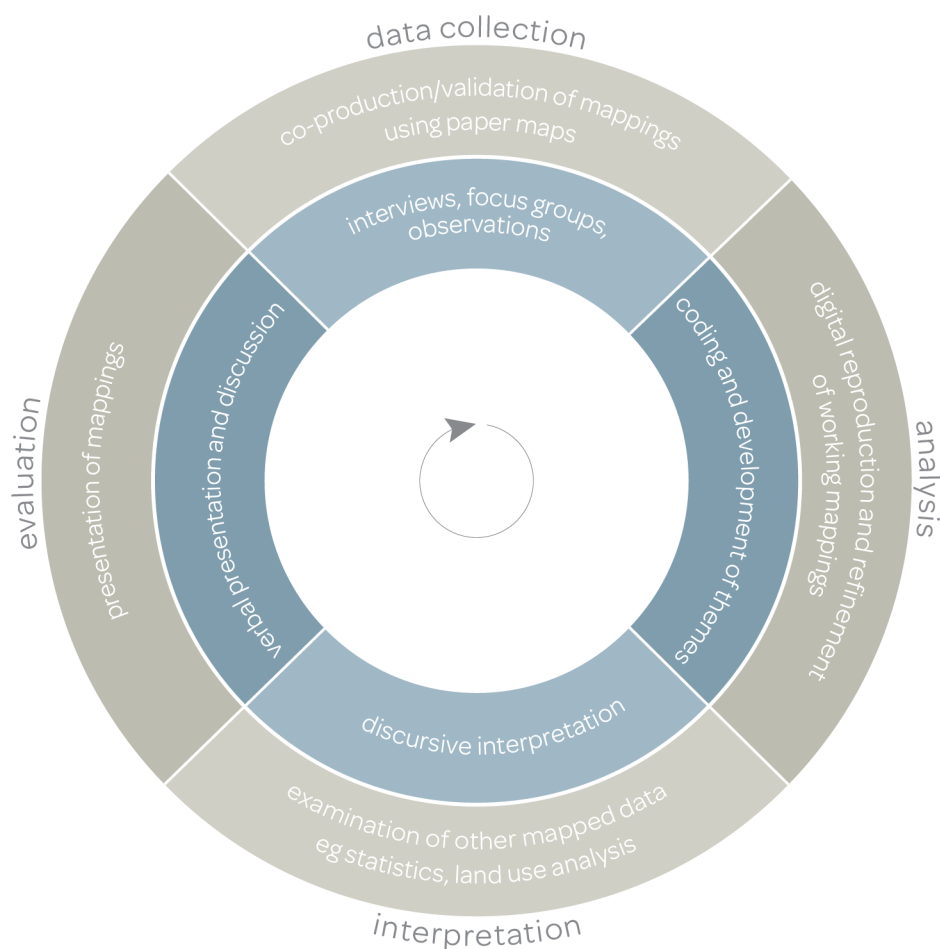 data collection
co-production/validation of mappings
using paper maps
interviews, focus groups,
observations
analysis
digital reproduction and refinement
of working mappings
coding and development of themes
interpretation
discursive interpretation
examination of other mapped data
eg statistics, land use analysis
evaluation
presentation of mappings
verbal presentation and discussion